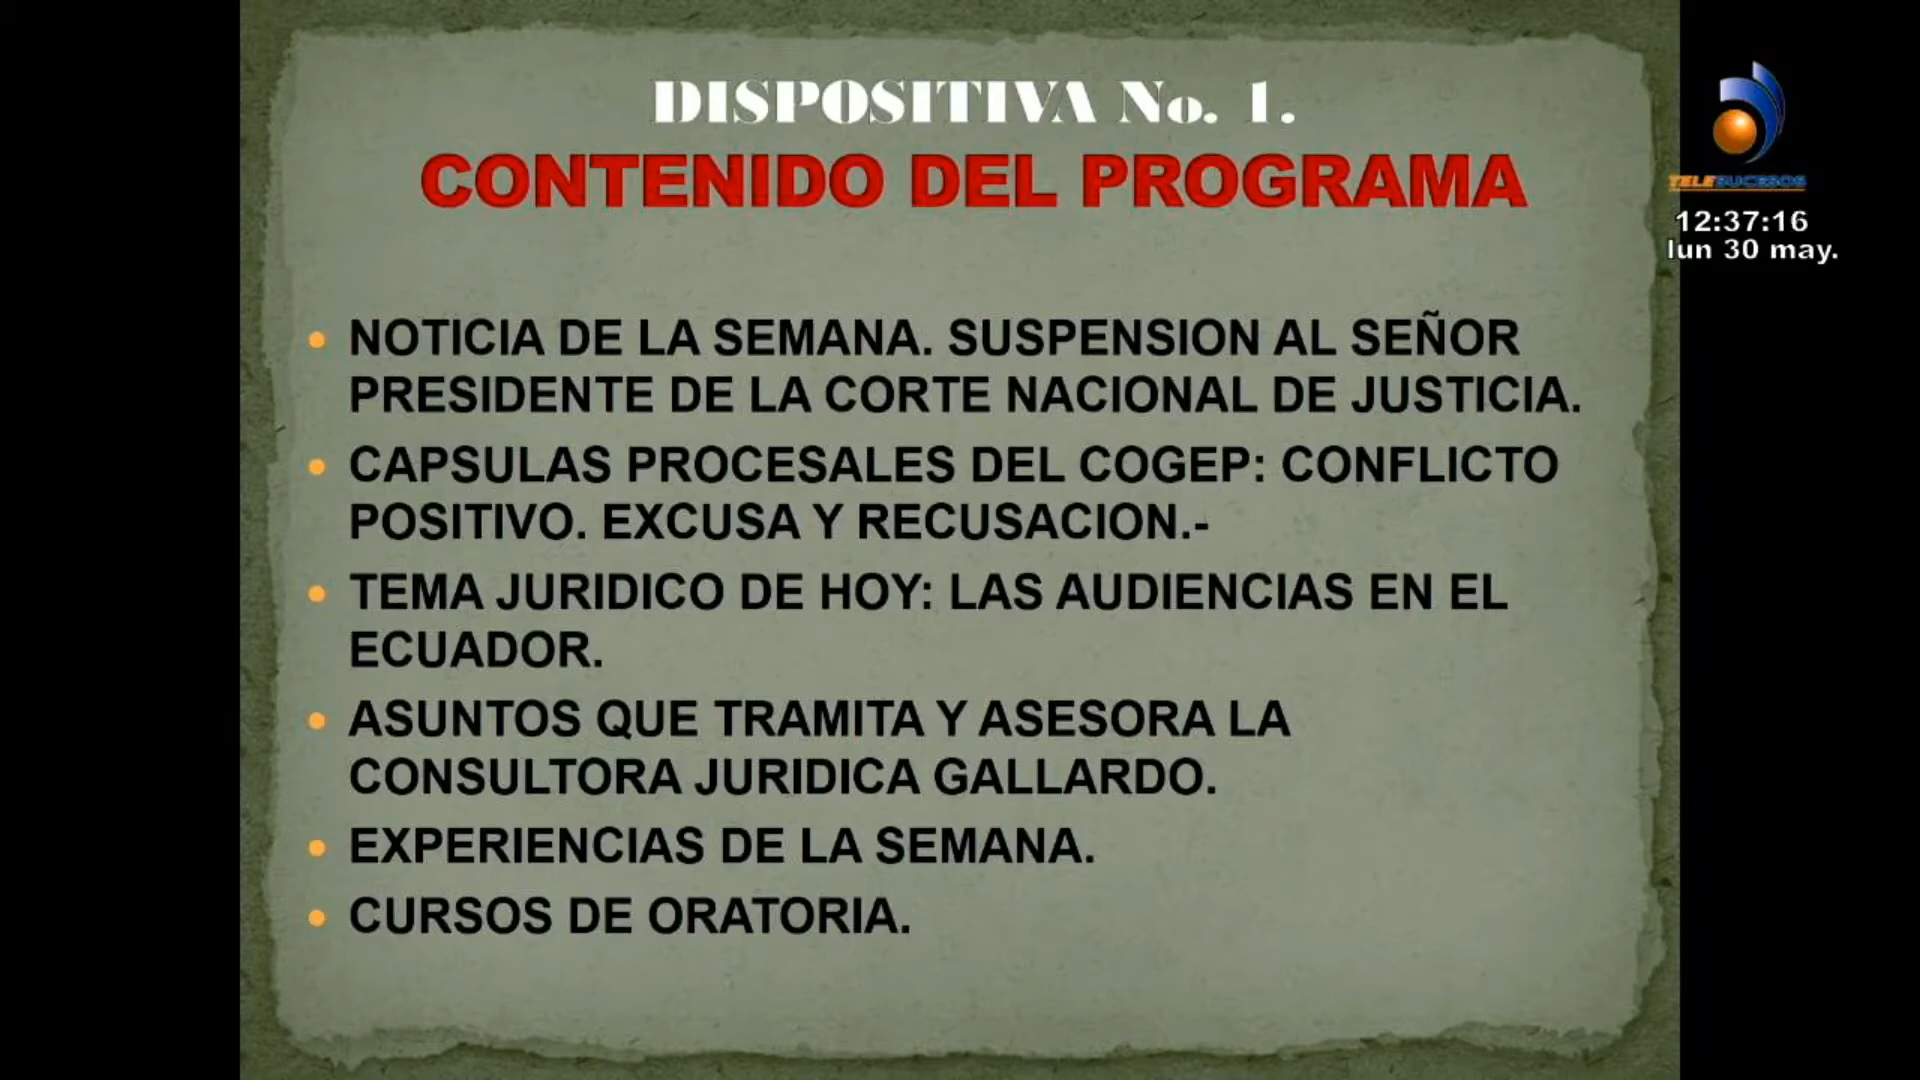 DISPOSITIVA No. 1.
CONTENIDO DEL PROGRAMA
TELESUCESOS
12:37:16
lun 30 may.
• NOTICIA DE LA SEMANA. SUSPENSION AL SEÑOR
PRESIDENTE DE LA CORTE NACIONAL DE JUSTICIA.
• CAPSULAS PROCESALES DEL COGEP: CONFLICTO
POSITIVO. EXCUSA Y RECUSACION.-
• TEMA JURIDICO DE HOY: LAS AUDIENCIAS EN EL
ECUADOR.
• ASUNTOS QUE TRAMITA Y ASESORA LA
CONSULTORA JURIDICA GALLARDO.
• EXPERIENCIAS DE LA SEMANA.
• CURSOS DE ORATORIA.